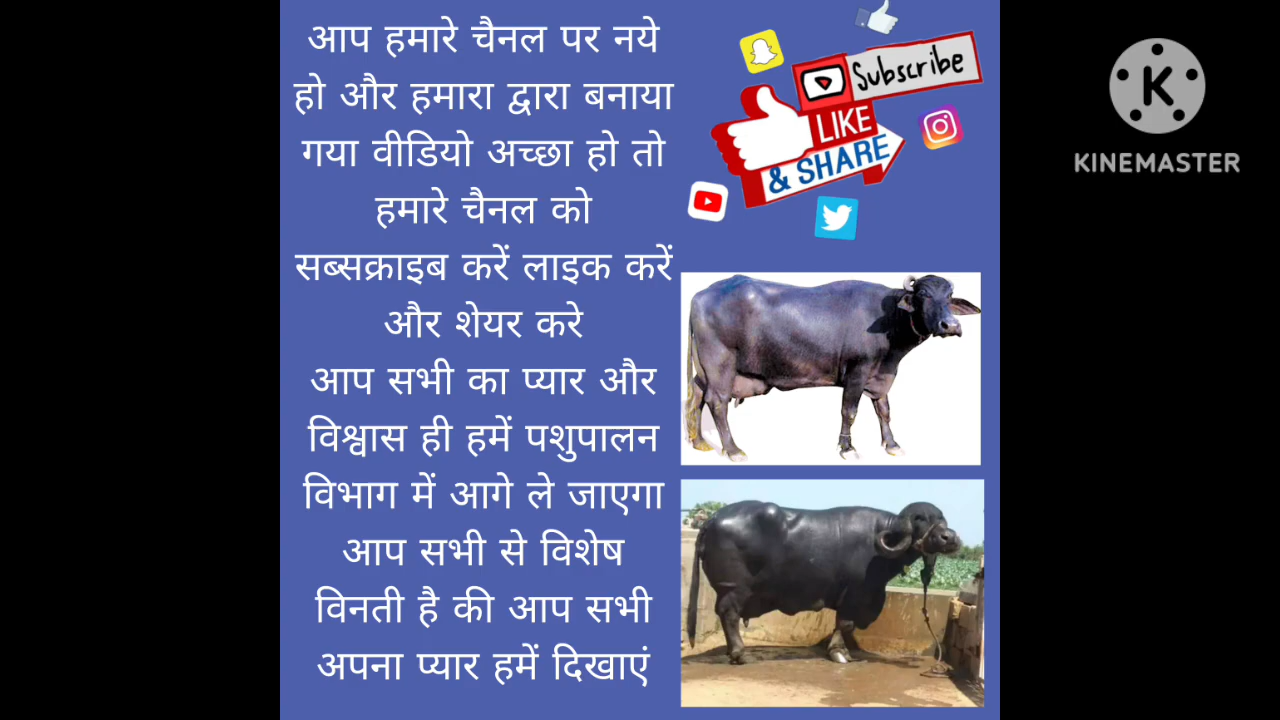 आप हमारे चैनल पर नये
हो और हमारा द्वारा बनाया
गया वीडियो अच्छा हो तो
हमारे चैनल को
सब्सक्राइब करें लाइक करें
और शेयर करे
आप सभी का प्यार और
विश्वास ही हमें पशुपालन
विभाग में आगे ले जाएगा
आप सभी से विशेष
विनती है की आप सभी
अपना प्यार हमें दिखाएं
Subscribe
LIKE
& SHARE
K
KINEMASTER